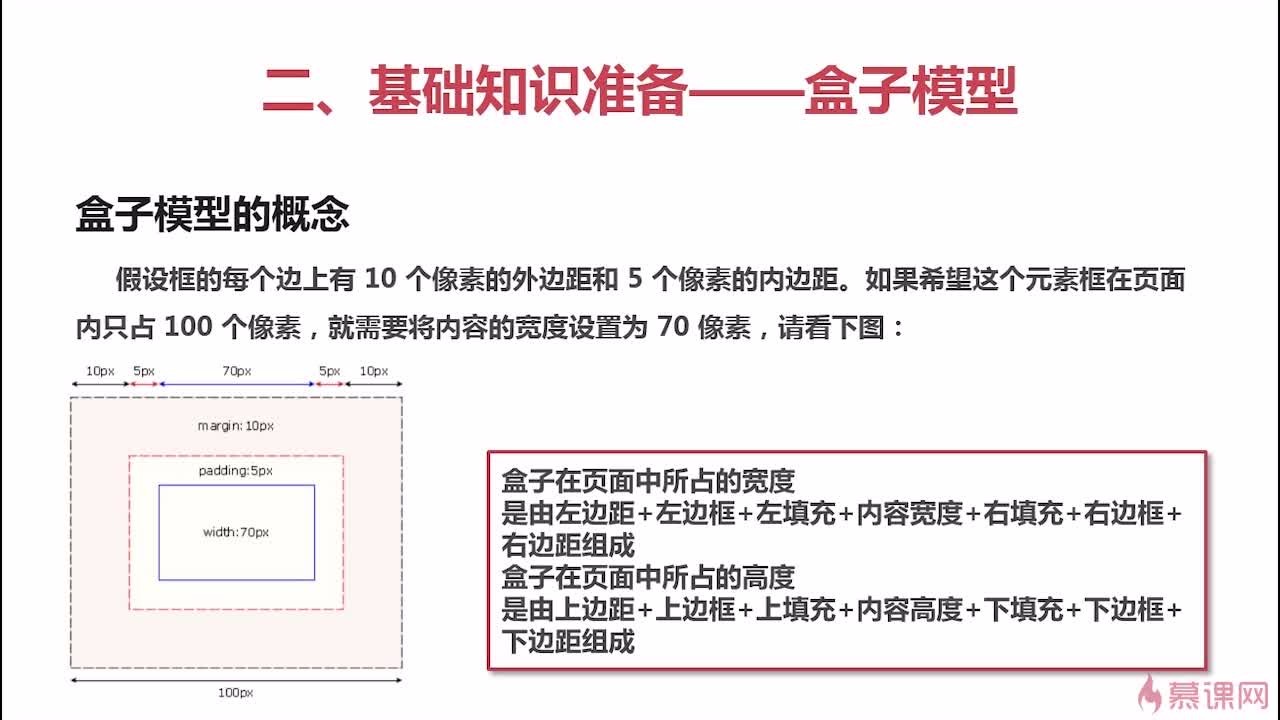 二、基础知识准备——盒子模型
盒子模型的概念
假设框的每个边上有 10 个像素的外边距和 5 个像素的内边距。如果希望这个元素框在页面
内只占 100 个像素，就需要将内容的宽度设置为 70 像素，请看下图：
10px 5px 70px 5px 10px
margin:10px
padding:5px
width:70px
100px
盒子在页面中所占的宽度
是由左边距+左边框+左填充+内容宽度+右填充+右边框+
右边距组成
盒子在页面中所占的高度
是由上边距+上边框+上填充+内容高度+下填充+下边框+
下边距组成
慕课网